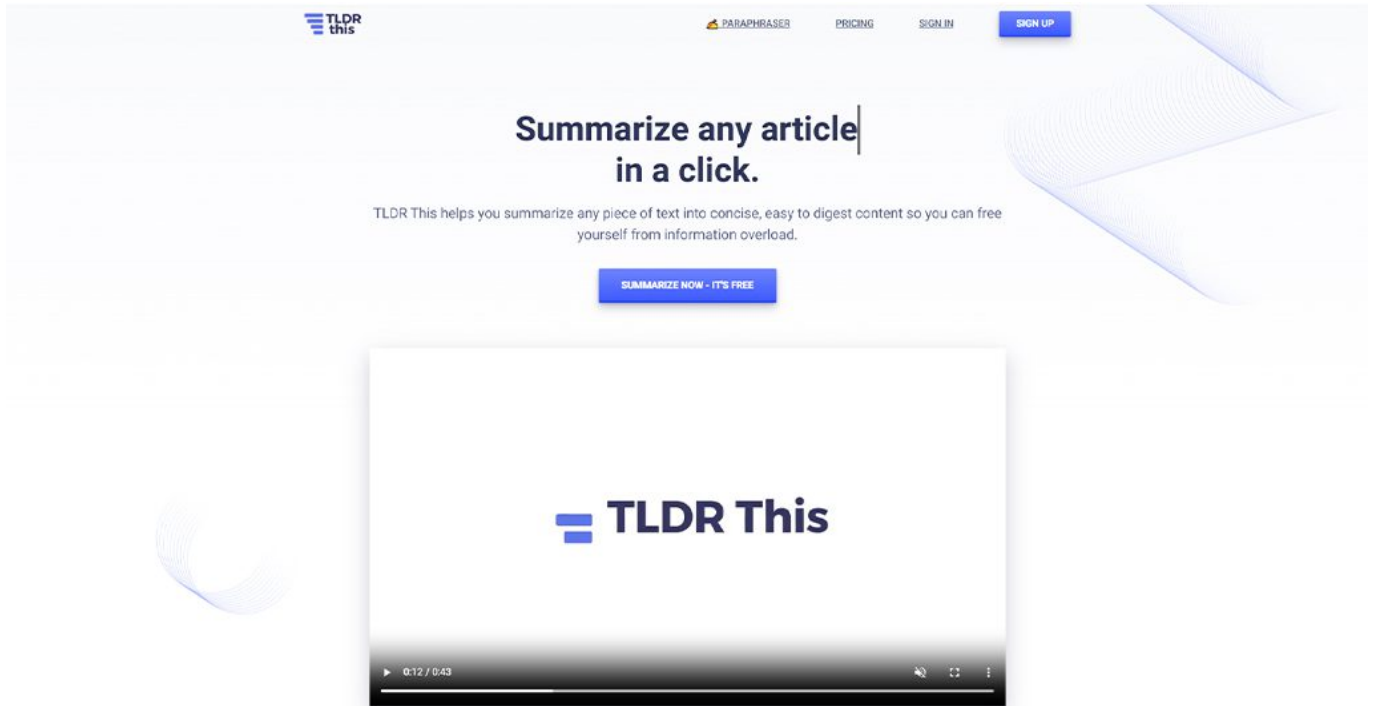 TLDR
this
PARAPHRASER
PRICING
SIGN IN
SIGN UP
Summarize any article
in a click.
TLDR This helps you summarize any piece of text into concise, easy to digest content so you can free
yourself from information overload.
SUMMARIZE NOW - IT'S FREE
TLDR This
0:12 / 0:43